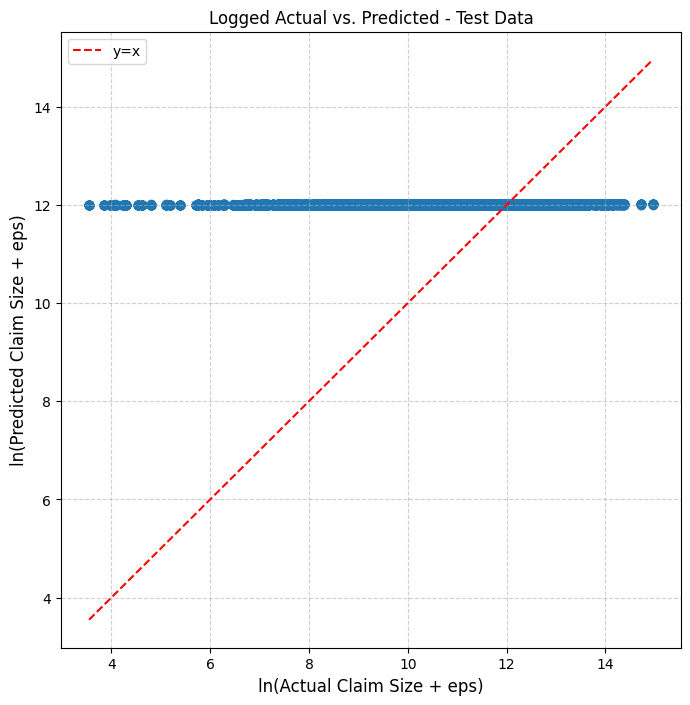 Logged Actual vs. Predicted - Test Data
y=x
ln(Predicted Claim Size + eps)
14
12
10
8
6
4
4 6 8 10 12 14
ln(Actual Claim Size + eps)